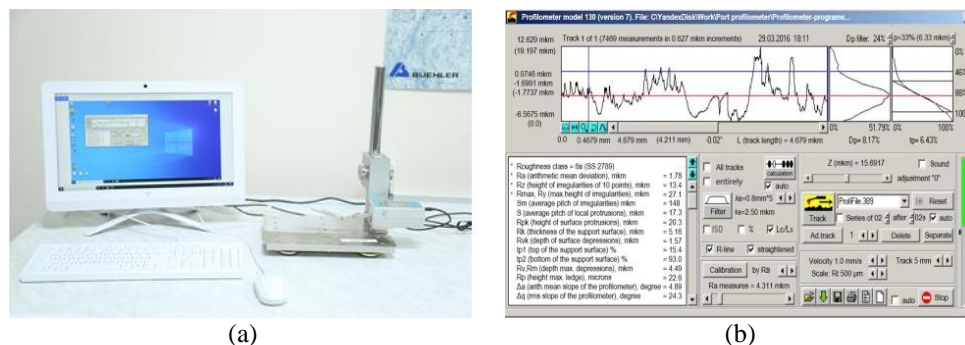 BUEHLER
(a)
Profilometer model 130 (version 7). File: C:\YandexDisk\Work\Port profilometer\Profilometer-programs...
12.629 mkm Track 1 of 1 (7469 measurements in 0.627 mkm increments) 29.03.2016 18:11 Dp filter: 24% p=33% (6.33 mkm)
(19.197 mkm)
0%
0.0746 mkm
46%
-1.6991 mkm
(-1.7737 mkm)
88%
-6.5675 mkm
100%
(0.0)
0% 51.79% 0% 100%
0.0 0.4679 mm 4.679 mm (4.211 mm) -0.02° L (track length) = 4.679 mkm Dp= 8.17% tp= 6.43%
* Roughness class = 6в (SS 2789)
* Ra (arithmetic mean deviation), mkm = 1.78
* Rz (height of irregularities of 10 points), mkm = 13.4
* Rmax, Ry (max height of irregularities), mkm = 27.1
Sm (average pitch of irregularities), mkm = 148
S (average pitch of local protrusions), mkm = 17.3
Rpk (height of surface protrusions), mkm = 20.3
Rk (thickness of the support surface), mkm = 5.16
Rvk (depth of surface depressions), mkm = 1.57
tp1 (top of the support surface) % = 15.4
tp2 (bottom of the support surface) % = 93.0
Rv,Rm (depth max. depressions), mkm = 4.49
Rp (height max. ledge), microns = 22.6
Δa (arith.mean slope of the profilometer), degree = 4.89
Δq (rms slope of the profilometer), degree = 24.3
All tracks
entirely
calculation
auto
Filter
λв=0.8mm*5
λs=2.50 mkm
ISO % Lo/Ls
R-line straightened
Calibration by Ra
Ra measures = 4.311 mkm
Z (mkm) = 15.6917 Sound
adjustment "0"
ProfiFile.389 Reset
Track Series of 02 after 02s auto
Ad track 1 Delete Separate
Velocity 1.0 mm/s Track 5 mm
Scale: Rt 500 µm
auto Stop
(b)